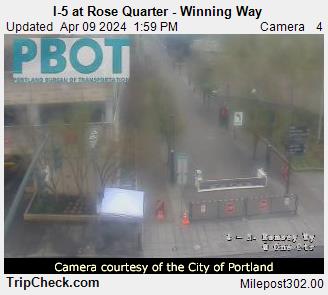 I-5 at Rose Quarter - Winning Way
Updated Apr 09 2024 1:59 PM Camera 4
PBOT
PORTLAND BUREAU OF TRANSPORTATION
Camera courtesy of the City of Portland
TripCheck.com Milepost302.00